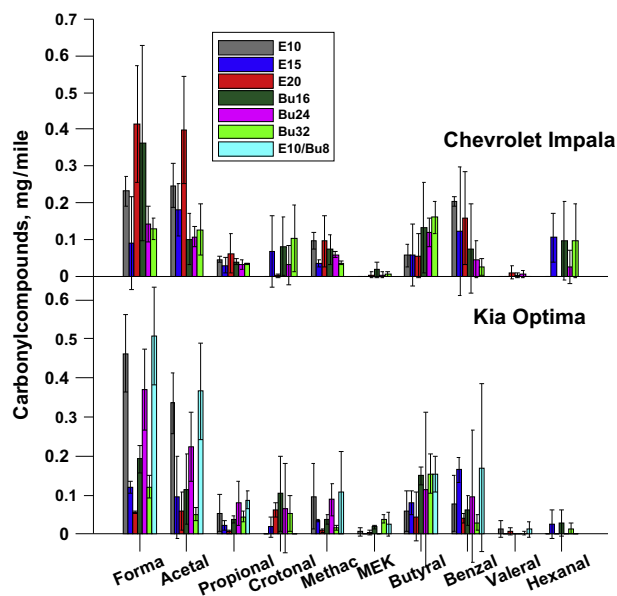 0.7
0.6
0.5
0.4
0.3
0.2
0.1
0
E10
E15
E20
Bu16
Bu24
Bu32
E10/Bu8
Chevrolet Impala
Carbonylcompounds, mg/mile
Kia Optima
0.6
0.5
0.4
0.3
0.2
0.1
0
Forma
Acetal
Propional
Crotonal
Methac
MEK
Butyral
Benzal
Valeral
Hexanal